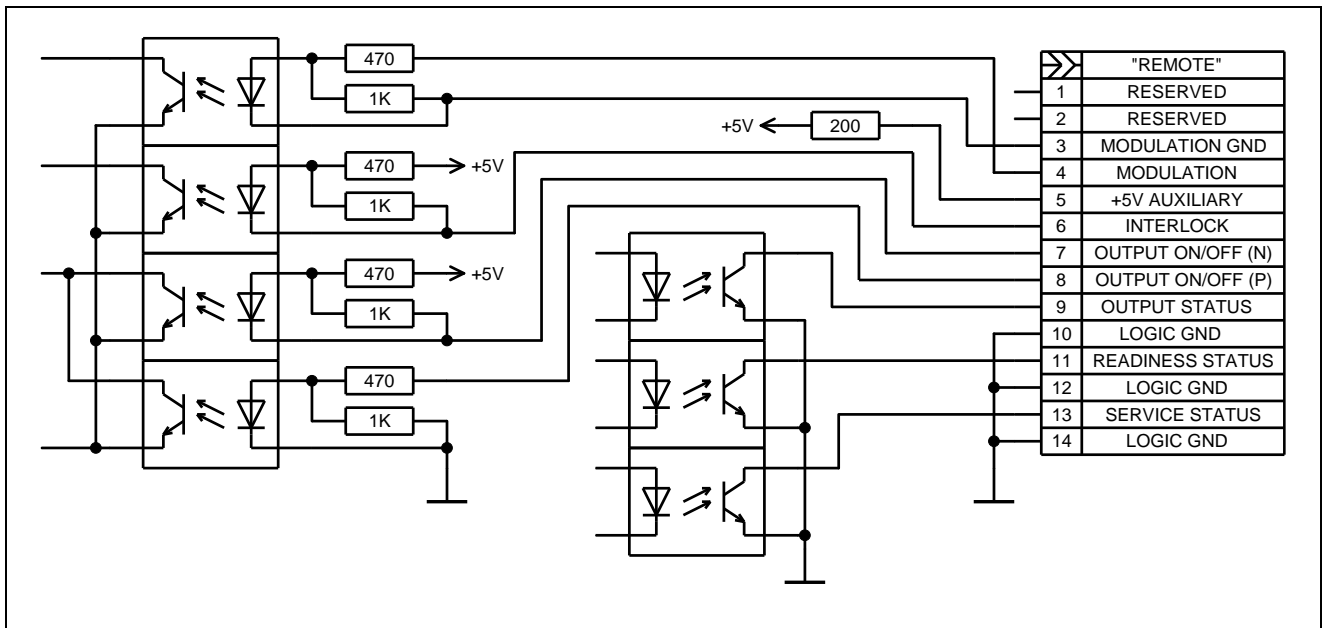 470
1K
470
+5V
1K
470
+5V
1K
470
1K
+5V
200
"REMOTE"
1 RESERVED
2 RESERVED
3 MODULATION GND
4 MODULATION
5 +5V AUXILIARY
6 INTERLOCK
7 OUTPUT ON/OFF (N)
8 OUTPUT ON/OFF (P)
9 OUTPUT STATUS
10 LOGIC GND
11 READINESS STATUS
12 LOGIC GND
13 SERVICE STATUS
14 LOGIC GND